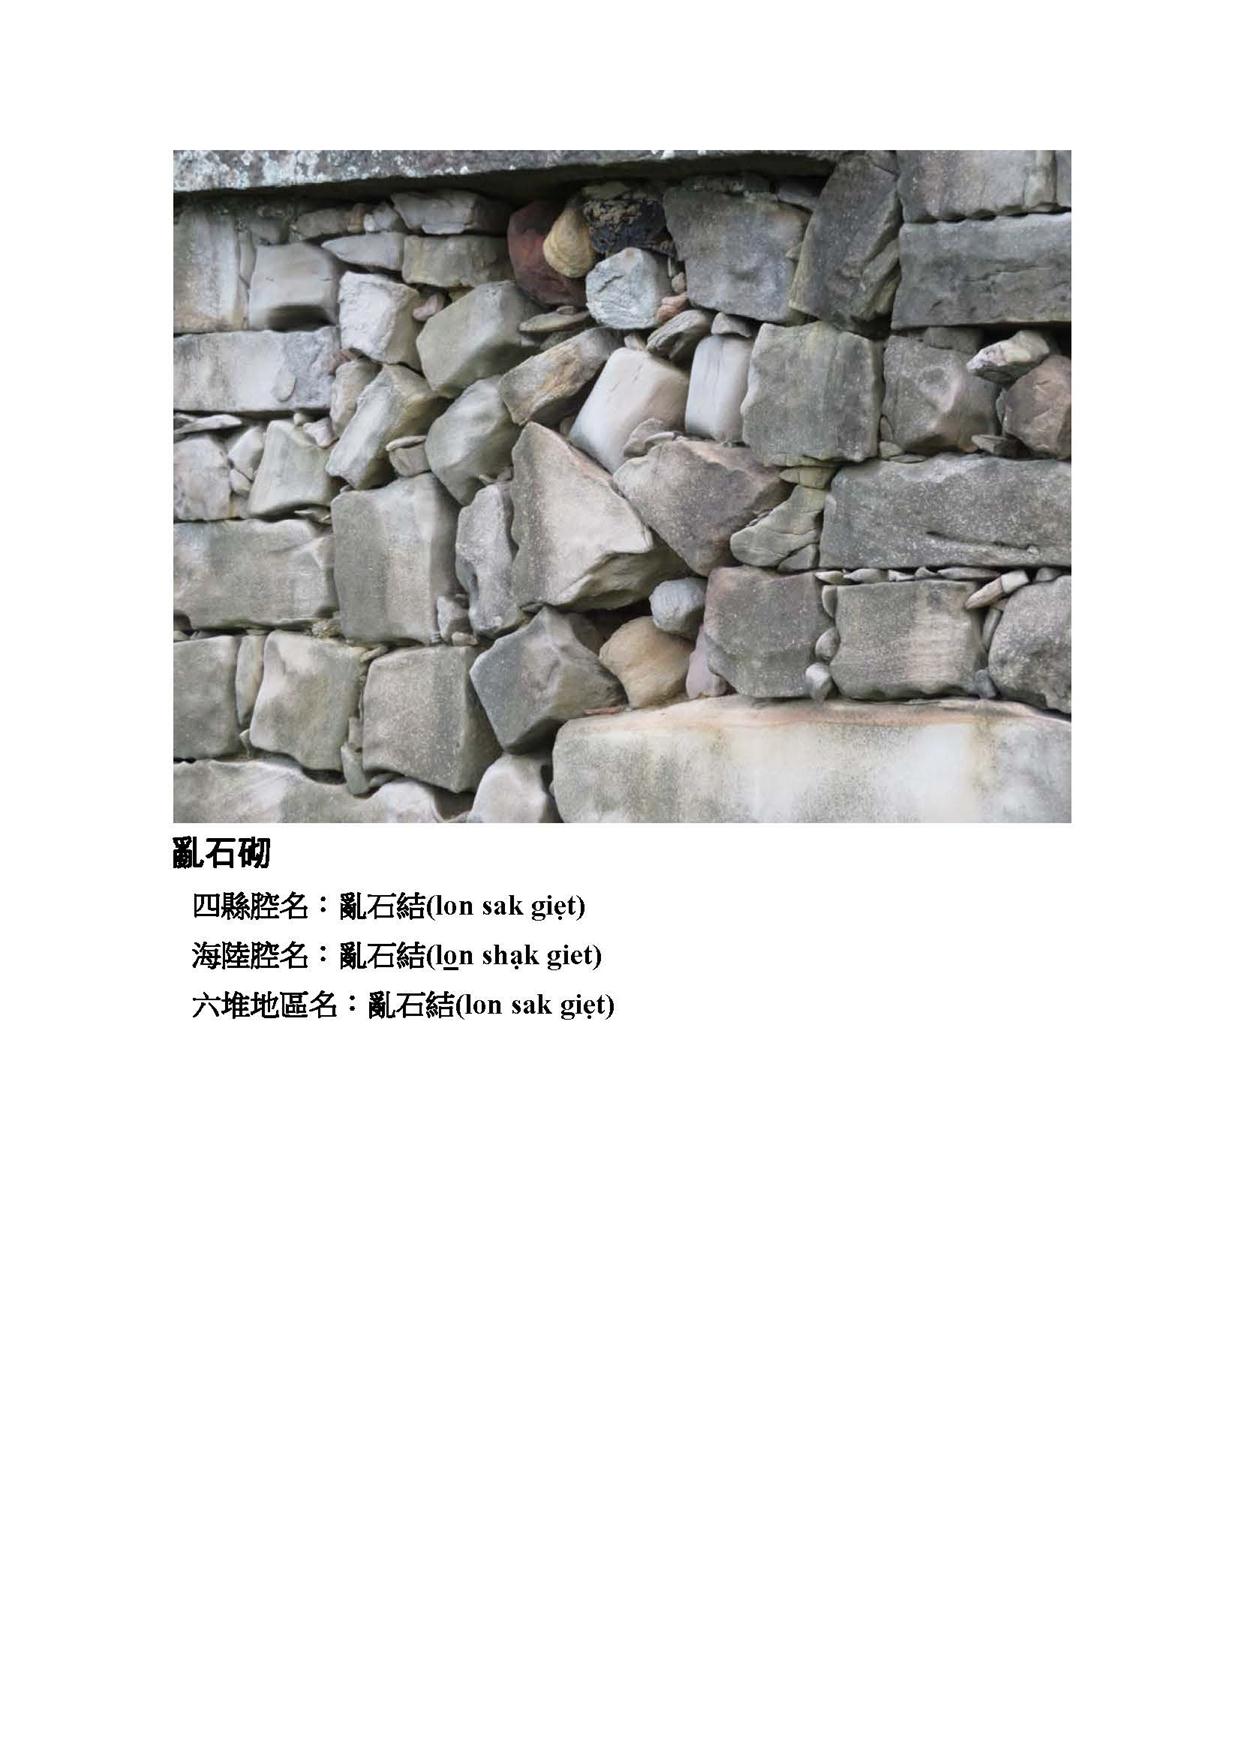 亂石砌
四縣腔名：亂石結(lon sak giẹt)
海陸腔名：亂石結(lo̲n shạk giet)
六堆地區名：亂石結(lon sak giẹt)